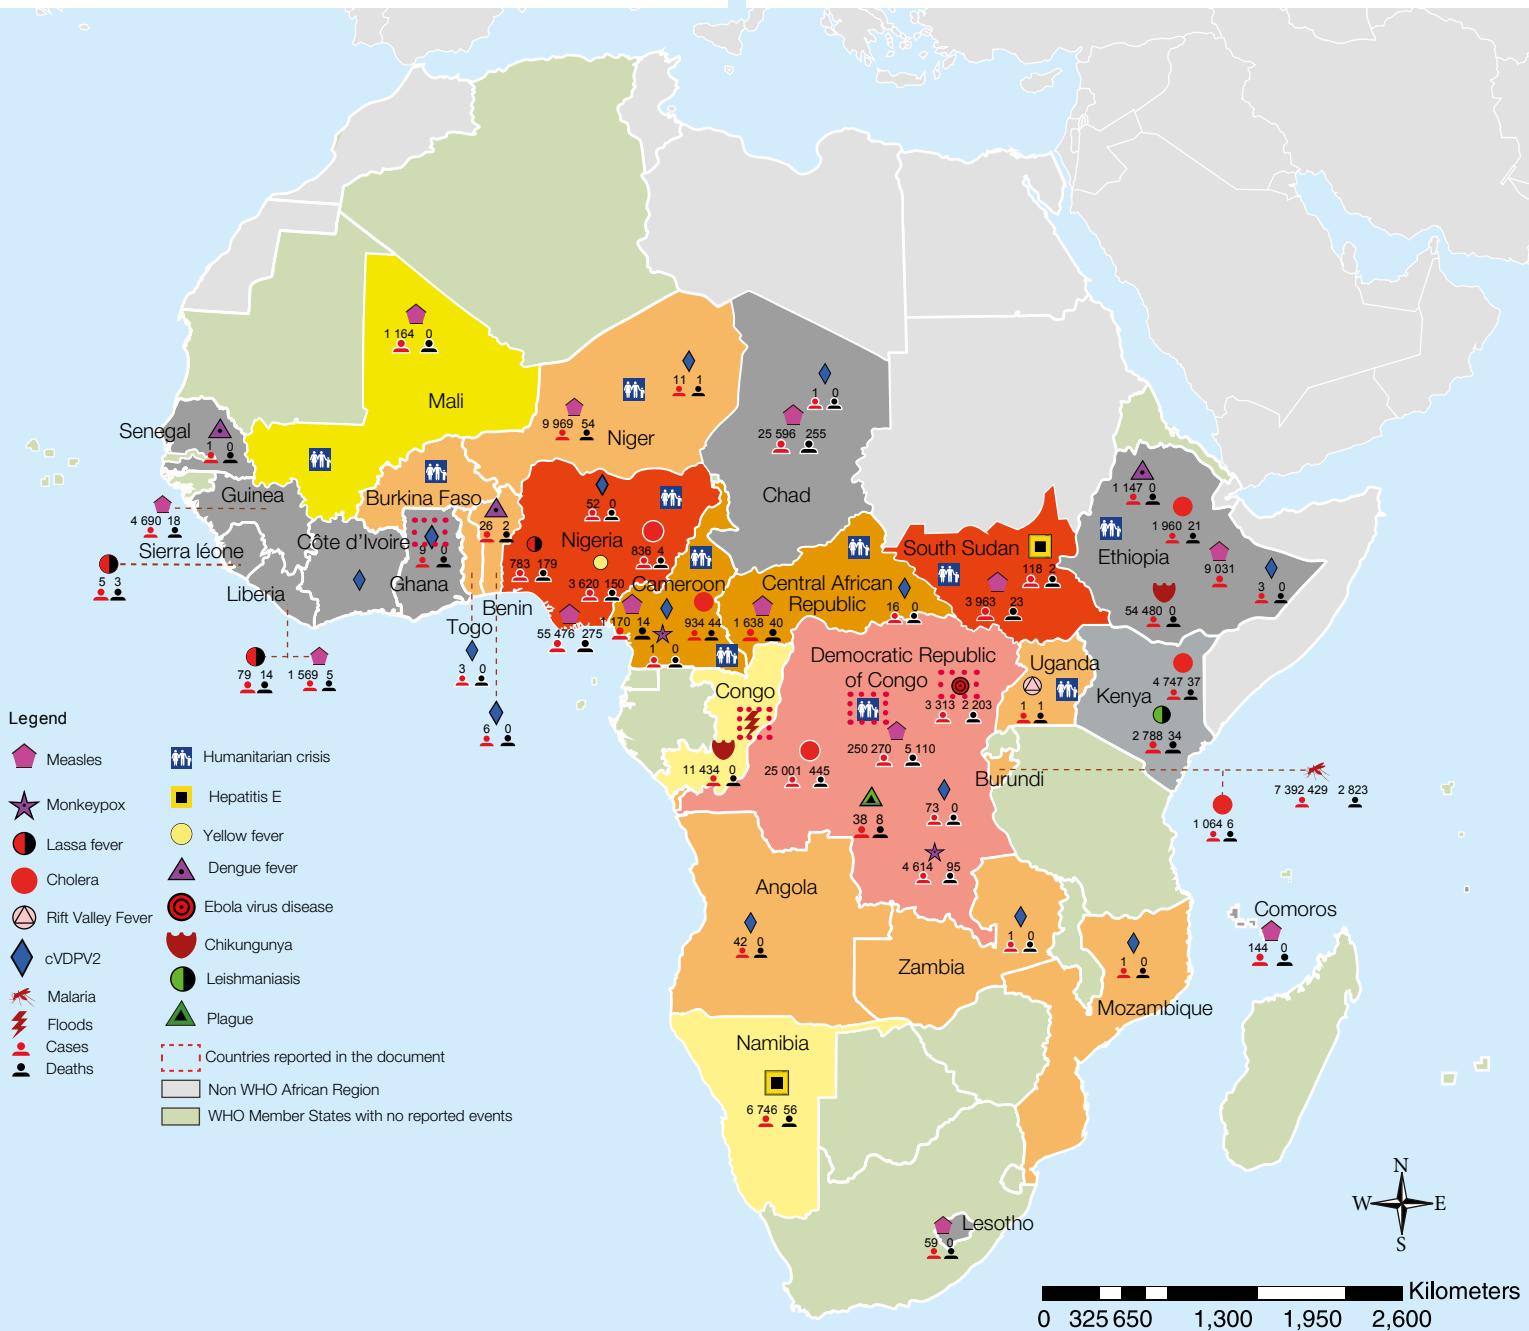 1 164 0
Mali
11 1
9 969 54
Niger
1 0
25 596 255
Chad
Senegal
1 0
Guinea
4 690 18
Burkina Faso
26 2
52 0
Nigeria
836 4
783 179
3 620 150
55 476 275
Sierra léone
5 3
Côte d'Ivoire
9 0
Ghana
Liberia
79 14
1 569 5
Benin
Togo
3 0
6 0
Cameroon
1 170 14
934 44
1 0
Central African
Republic
16 0
1 638 40
South Sudan
118 2
3 963 23
1 147 0
1 960 21
Ethiopia
9 031
3 0
54 480 0
Democratic Republic
of Congo
3 313 2 203
250 270 5 110
25 001 445
73 0
38 8
4 614 95
Congo
11 434 0
Uganda
1 1
Kenya
4 747 37
2 788 34
Burundi
7 392 429 2 823
1 064 6
Angola
42 0
Zambia
1 0
1 0
Mozambique
Comoros
144 0
Namibia
6 746 56
Lesotho
59 0
Legend
Measles
Monkeypox
Lassa fever
Cholera
Rift Valley Fever
cVDPV2
Malaria
Floods
Cases
Deaths
Humanitarian crisis
Hepatitis E
Yellow fever
Dengue fever
Ebola virus disease
Chikungunya
Leishmaniasis
Plague
Countries reported in the document
Non WHO African Region
WHO Member States with no reported events
N
W E
S
Kilometers
0 325 650 1,300 1,950 2,600